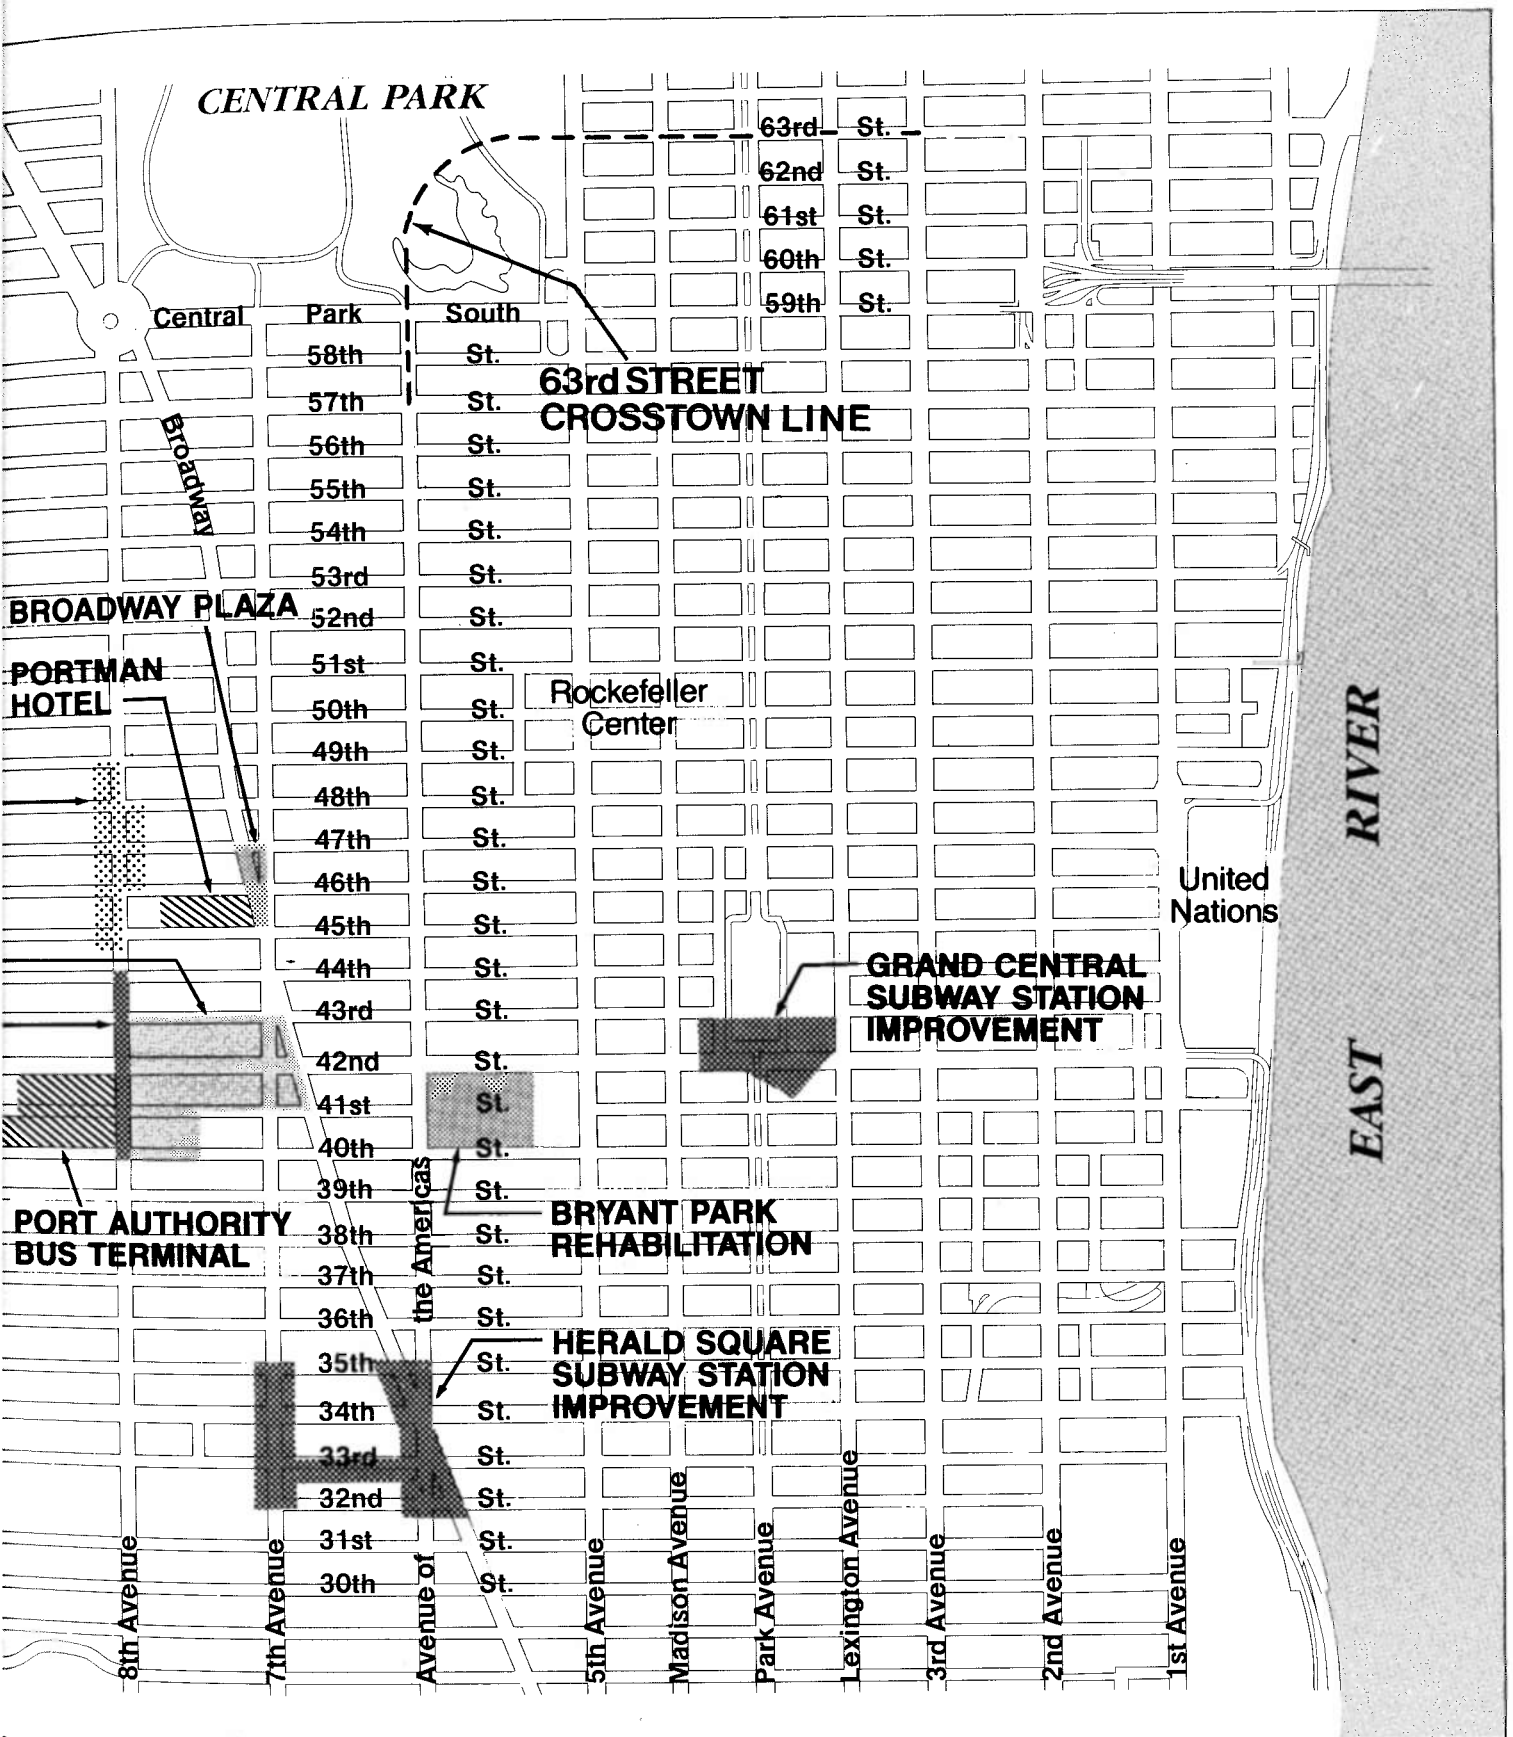 CENTRAL PARK
63rd St.
62nd St.
61st St.
60th St.
59th St.
Central Park South
58th St.
63rd STREET
CROSSTOWN LINE
57th St.
Broadway
56th St.
55th St.
54th St.
53rd St.
BROADWAY PLAZA
52nd St.
PORTMAN
HOTEL
51st St.
Rockefeller
Center
50th St.
49th St.
48th St.
47th St.
46th St.
United
Nations
45th St.
44th St.
GRAND CENTRAL
SUBWAY STATION
IMPROVEMENT
43rd St.
42nd St.
41st St.
40th St.
EAST RIVER
39th St.
PORT AUTHORITY
BUS TERMINAL
BRYANT PARK
REHABILITATION
38th St.
37th St.
36th St.
HERALD SQUARE
SUBWAY STATION
IMPROVEMENT
35th St.
34th St.
33rd St.
32nd St.
31st St.
30th St.
8th Avenue
7th Avenue
Avenue of the Americas
5th Avenue
Madison Avenue
Park Avenue
Lexington Avenue
3rd Avenue
2nd Avenue
1st Avenue